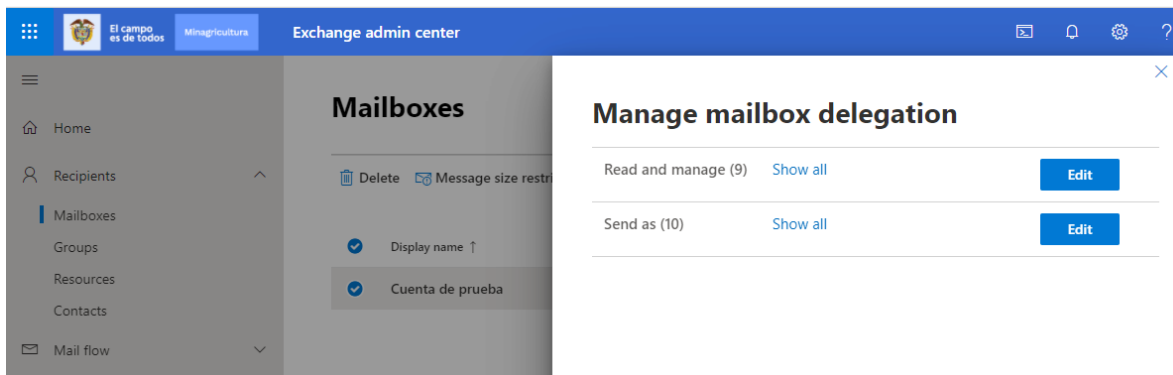 El campo
es de todos
Minagricultura
Exchange admin center
?
Home
Recipients
Mailboxes
Groups
Resources
Contacts
Mail flow
Mailboxes
Delete Message size restri
Display name ↑
Cuenta de prueba
Manage mailbox delegation
Read and manage (9) Show all Edit
Send as (10) Show all Edit